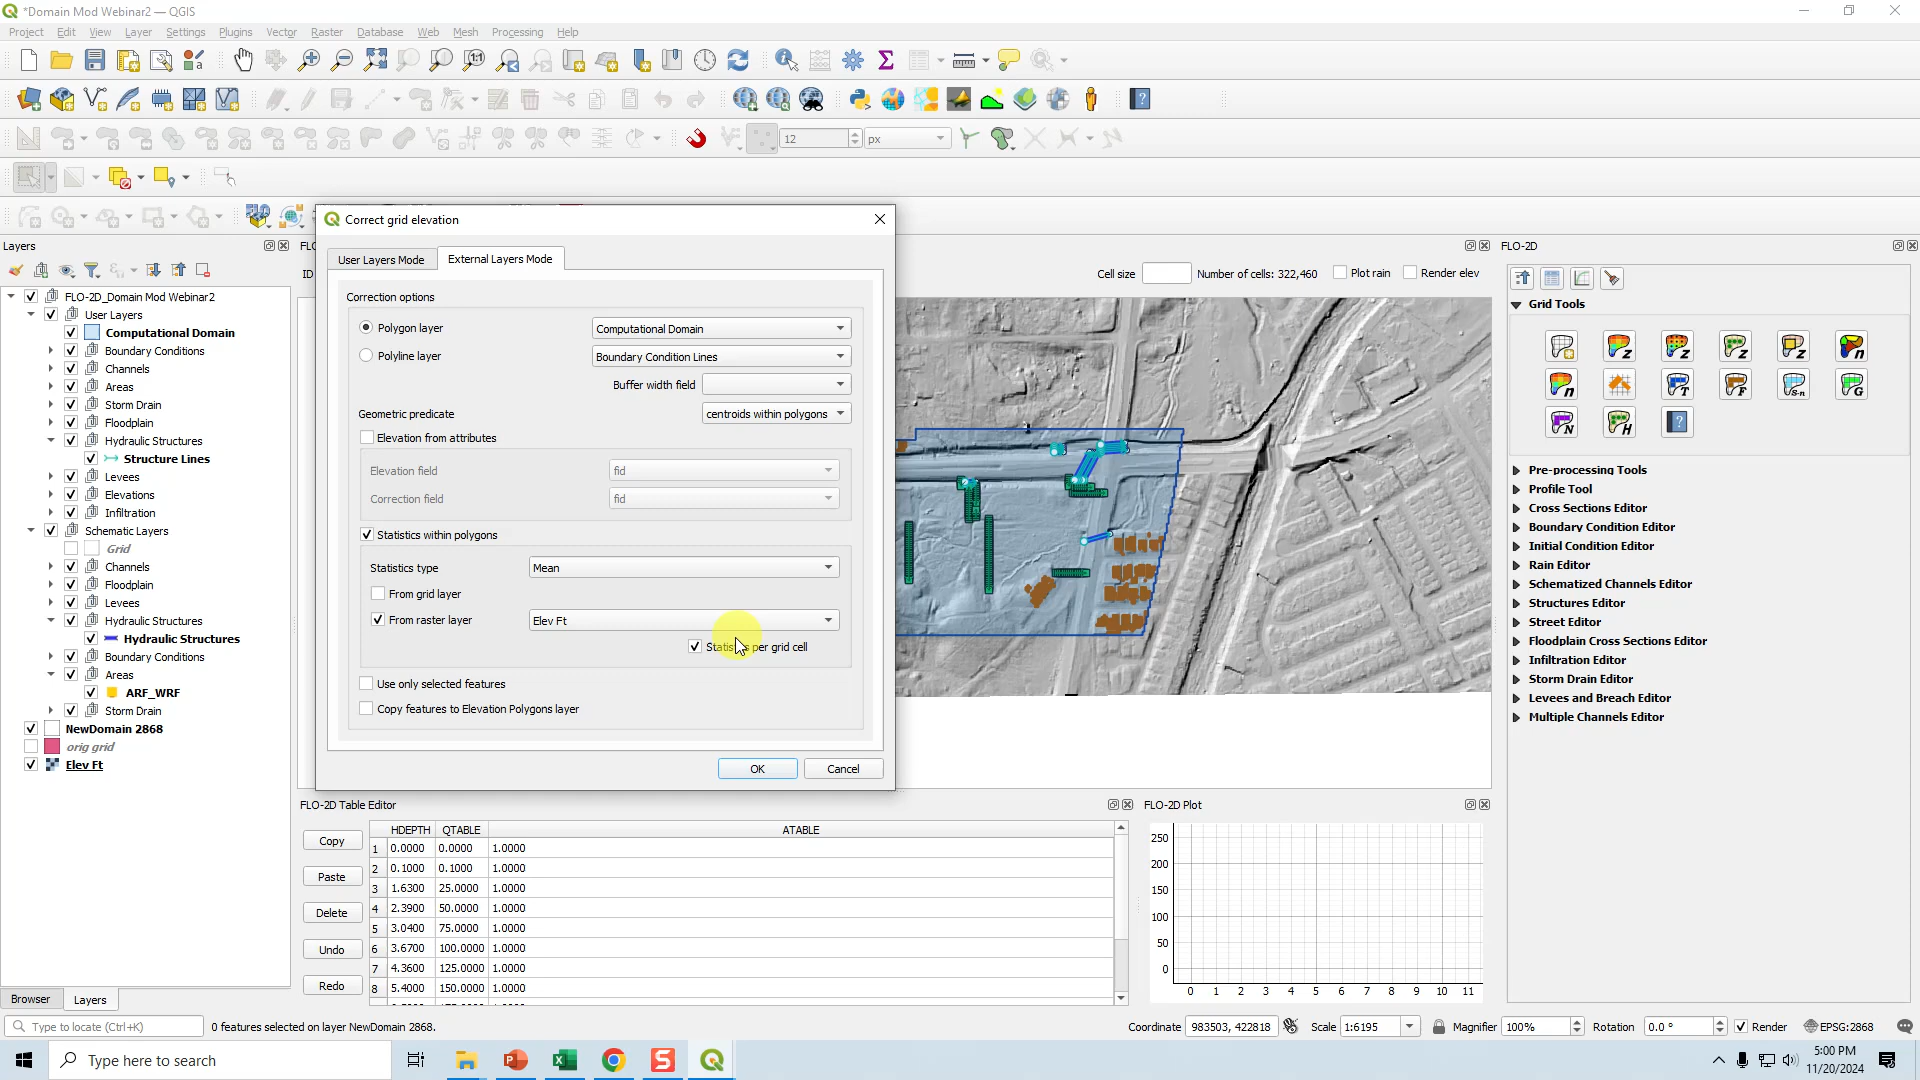 *Domain Mod Webinar2 — QGIS
Project Edit View Layer Settings Plugins Vector Raster Database Web Mesh Processing Help
12 px
Layers
FLO-2D_Domain Mod Webinar2
User Layers
Computational Domain
Boundary Conditions
Channels
Areas
Storm Drain
Floodplain
Hydraulic Structures
Structure Lines
Levees
Elevations
Infiltration
Schematic Layers
Grid
Channels
Floodplain
Levees
Hydraulic Structures
Hydraulic Structures
Boundary Conditions
Areas
ARF_WRF
Storm Drain
NewDomain 2868
orig grid
Elev Ft
Browser Layers
FLO
ID
Correct grid elevation
User Layers Mode External Layers Mode
Correction options
Polygon layer Computational Domain
Polyline layer Boundary Condition Lines
Buffer width field
Geometric predicate centroids within polygons
Elevation from attributes
Elevation field fid
Correction field fid
Statistics within polygons
Statistics type Mean
From grid layer
From raster layer Elev Ft
Statistics per grid cell
Use only selected features
Copy features to Elevation Polygons layer
OK Cancel
Cell size Number of cells: 322,460 Plot rain Render elev
FLO-2D
Grid Tools
Pre-processing Tools
Profile Tool
Cross Sections Editor
Boundary Condition Editor
Initial Condition Editor
Rain Editor
Schematized Channels Editor
Structures Editor
Street Editor
Floodplain Cross Sections Editor
Infiltration Editor
Storm Drain Editor
Levees and Breach Editor
Multiple Channels Editor
FLO-2D Table Editor
Copy
Paste
Delete
Undo
Redo
HDEPTH QTABLE ATABLE
1 0.0000 0.0000 1.0000
2 0.1000 0.1000 1.0000
3 1.6300 25.0000 1.0000
4 2.3900 50.0000 1.0000
5 3.0400 75.0000 1.0000
6 3.6700 100.0000 1.0000
7 4.3600 125.0000 1.0000
8 5.4000 150.0000 1.0000
FLO-2D Plot
250
200
150
100
50
0
0 1 2 3 4 5 6 7 8 9 10 11
Type to locate (Ctrl+K) 0 features selected on layer NewDomain 2868. Coordinate 983503, 422818 Scale 1:6195 Magnifier 100% Rotation 0.0 ° Render EPSG:2868
Type here to search
5:00 PM
11/20/2024